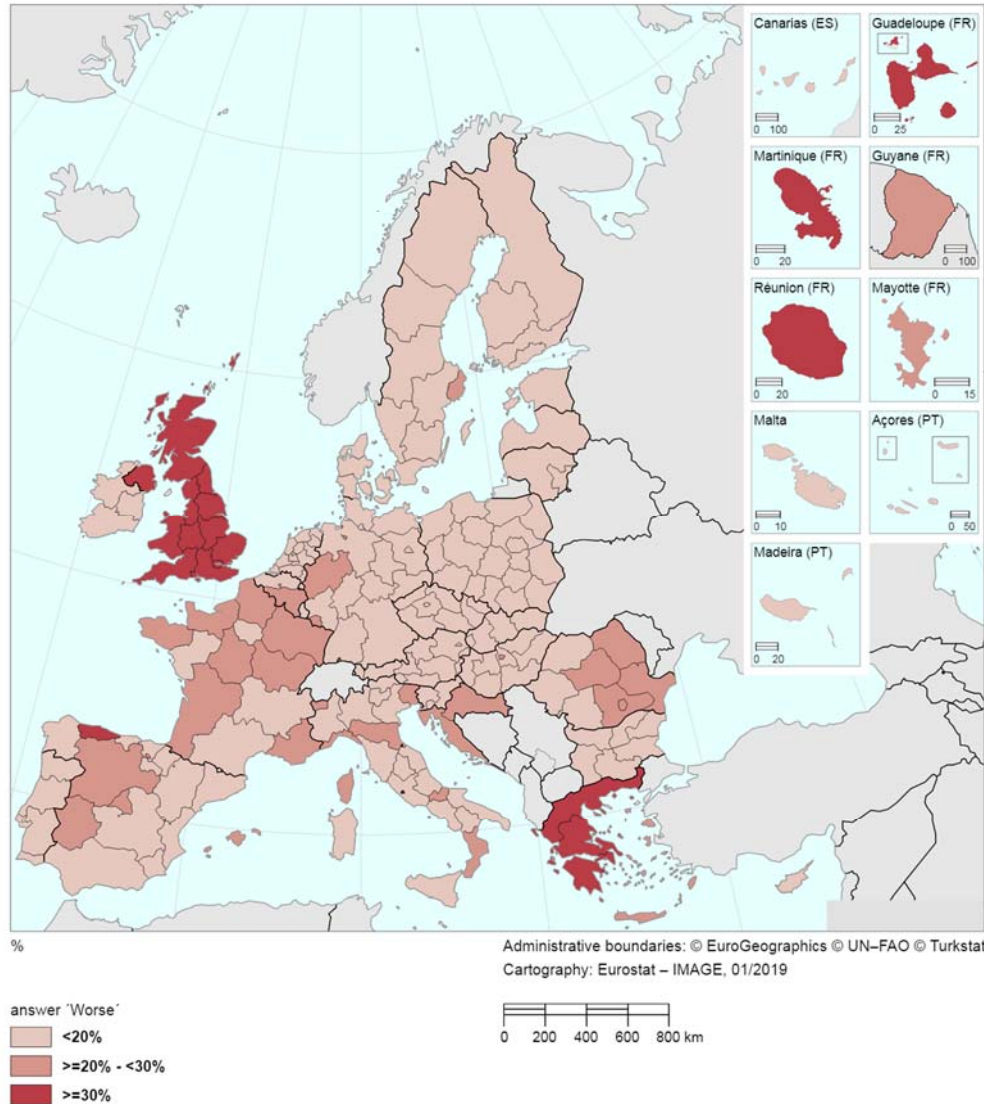 Canarias (ES)
0 100
Guadeloupe (FR)
0 25
Martinique (FR)
0 20
Guyane (FR)
0 100
Réunion (FR)
0 20
Mayotte (FR)
0 15
Malta
0 10
Açores (PT)
0 50
Madeira (PT)
0 20
%
Administrative boundaries: © EuroGeographics © UN–FAO © Turkstat
Cartography: Eurostat – IMAGE, 01/2019
answer ´Worse´
<20%
>=20% - <30%
>=30%
0 200 400 600 800 km